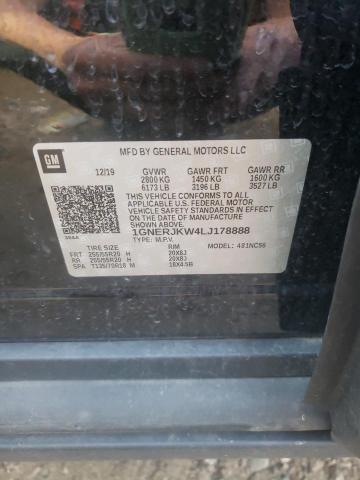 GM
MFD BY GENERAL MOTORS LLC
12/19 GVWR GAWR FRT GAWR RR
2800 KG 1450 KG 1600 KG
6173 LB 3196 LB 3527 LB
THIS VEHICLE CONFORMS TO ALL
APPLICABLE U.S. FEDERAL MOTOR
VEHICLE SAFETY STANDARDS IN
EFFECT ON THE DATE OF MANUFACTURE
SHOWN ABOVE.
1GNERJKW4LJ178888
TYPE: M.P.V. MODEL:
TIRE SIZE RIM
FRT 255/55R20 H 20X8J
RR 255/55R20 H 20X8J
SPA T135/70R18 M 18X4.5B